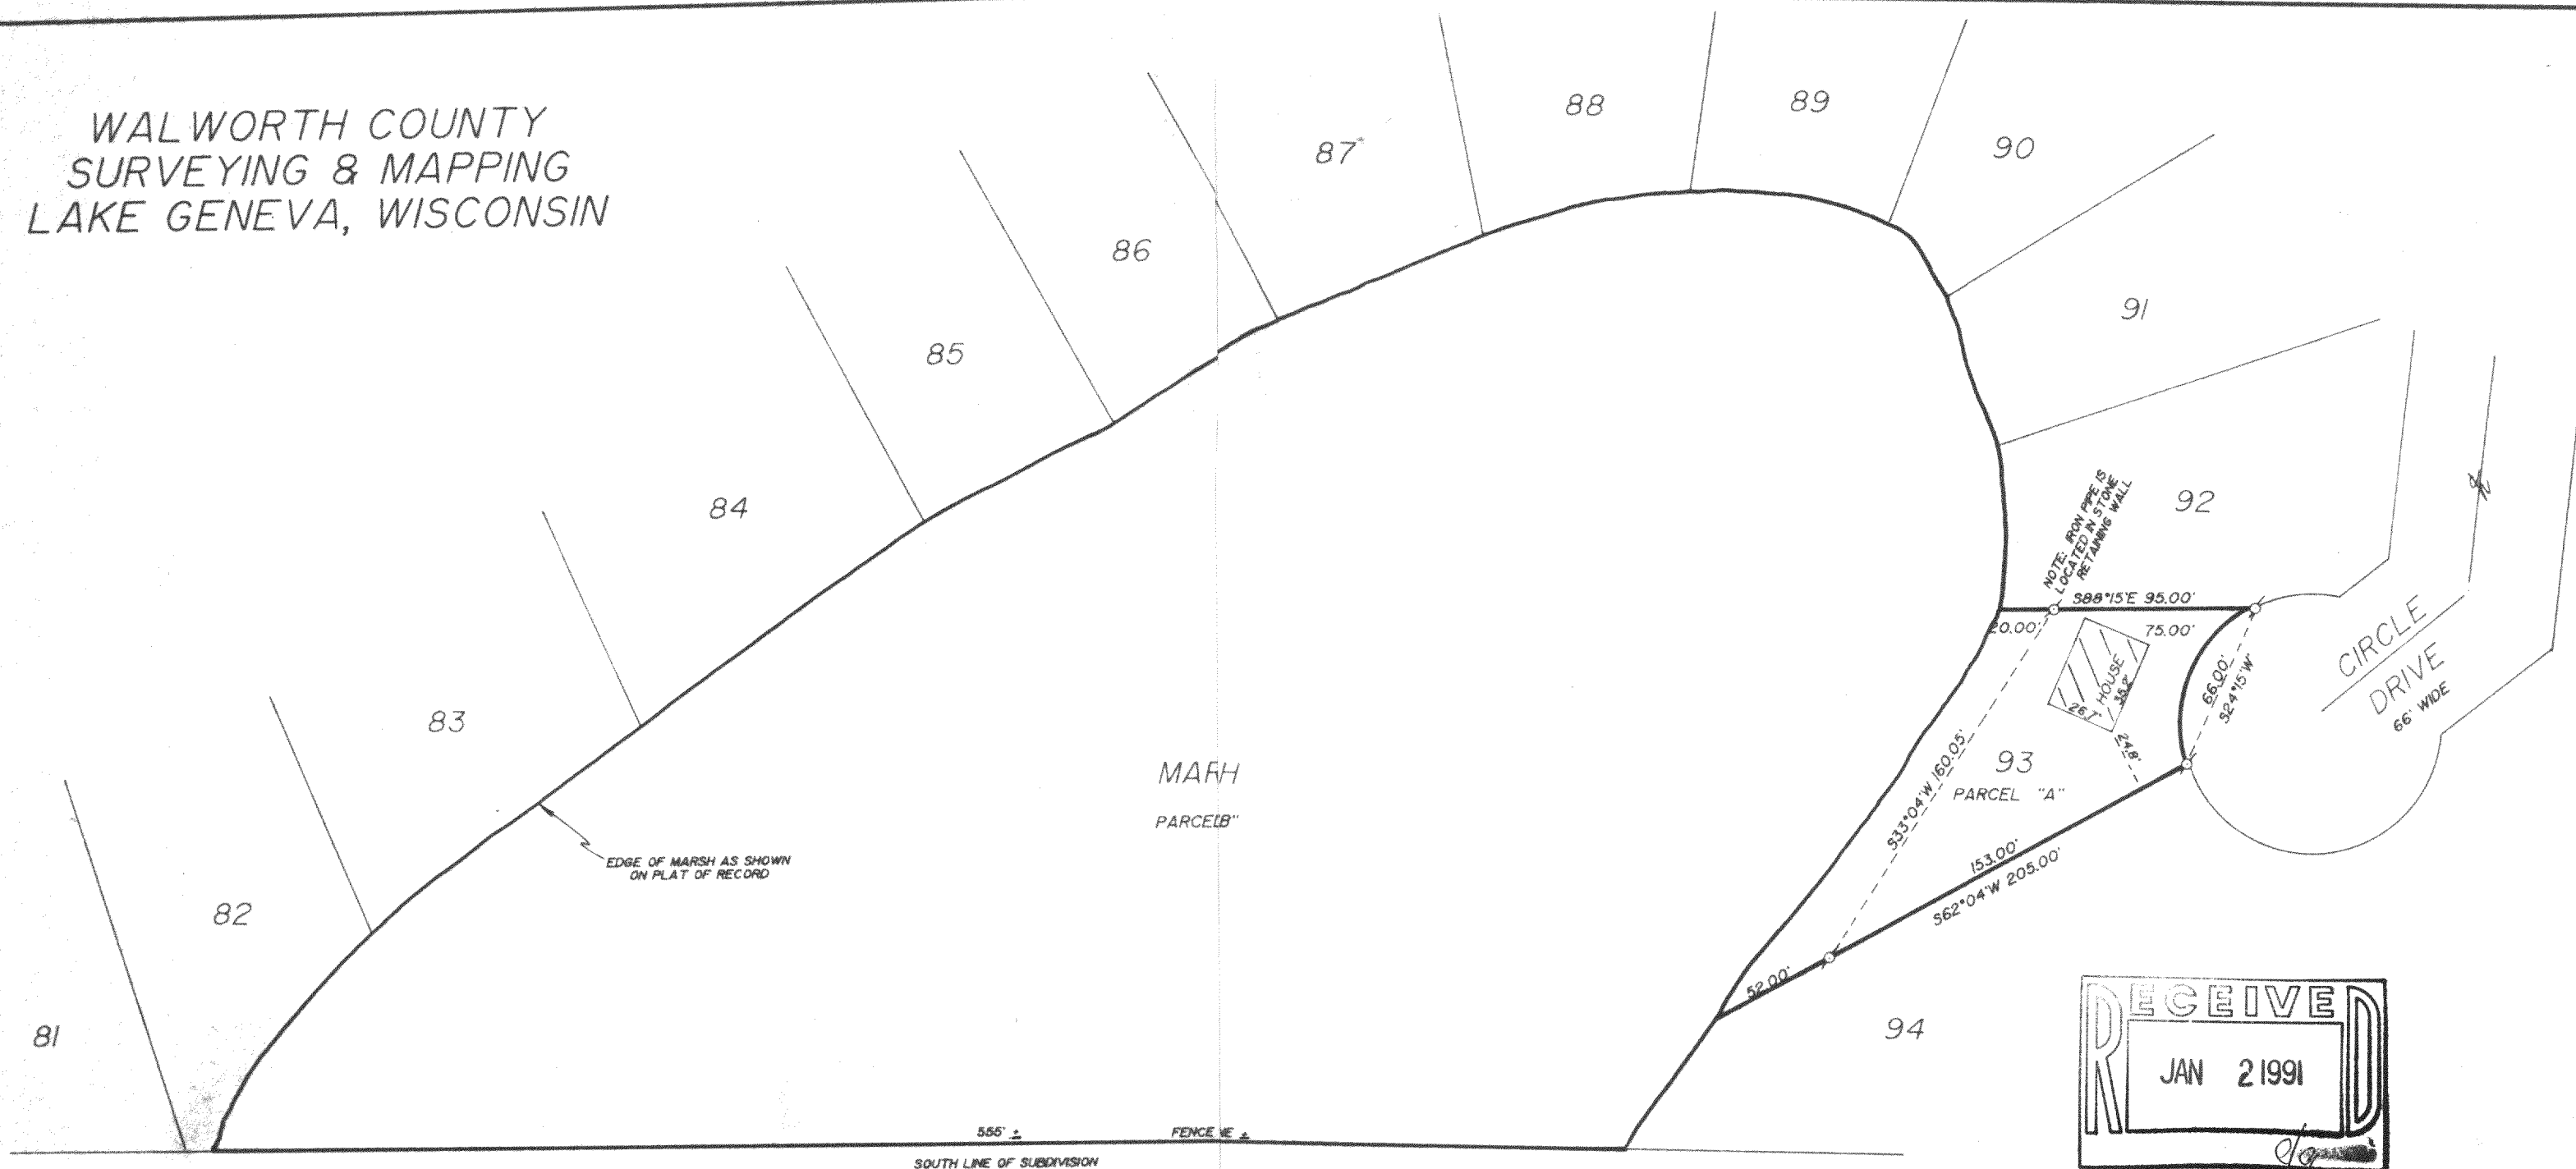 WALWORTH COUNTY
SURVEYING & MAPPING
LAKE GENEVA, WISCONSIN
81
82
83
84
85
86
87
88
89
90
91
92
NOTE: IRON PIPE IS
LOCATED IN STONE
RETAINING WALL
S88°15'E 95.00'
20.00'
75.00'
HOUSE
35.2'
26.7'
24.8'
66.00'
S24°15'W
CIRCLE
DRIVE
66' WIDE
S33°04'W 160.05'
93
PARCEL "A"
153.00'
S62°04'W 205.00'
52.00'
94
MARH
PARCELB"
EDGE OF MARSH AS SHOWN
ON PLAT OF RECORD
555' ±
FENCE NE ±
SOUTH LINE OF SUBDIVISION
RECEIVED
JAN 2 1991